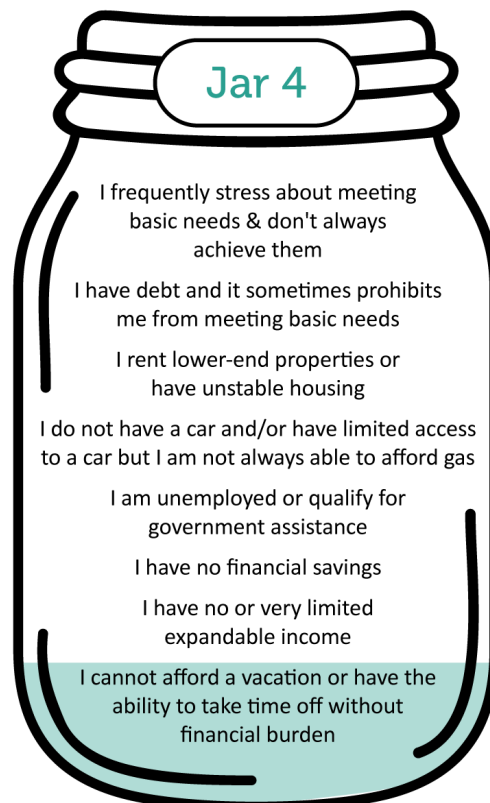 Jar 4
I frequently stress about meeting
basic needs & don't always
achieve them
I have debt and it sometimes prohibits
me from meeting basic needs
I rent lower-end properties or
have unstable housing
I do not have a car and/or have limited access
to a car but I am not always able to afford gas
I am unemployed or qualify for
government assistance
I have no financial savings
I have no or very limited
expandable income
I cannot afford a vacation or have the
ability to take time off without
financial burden